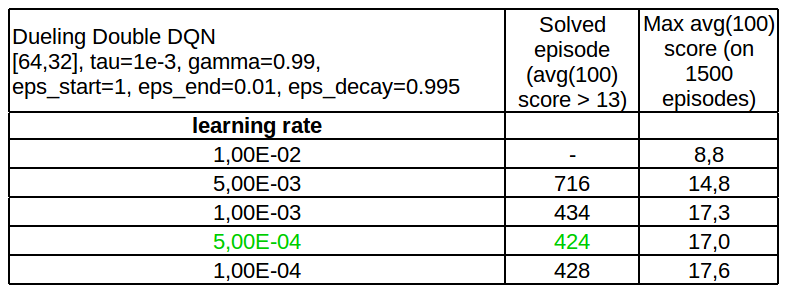 Dueling Double DQN
[64,32], tau=1e-3, gamma=0.99,
eps_start=1, eps_end=0.01, eps_decay=0.995
Solved
episode
(avg(100)
score > 13)
Max avg(100)
score (on
1500
episodes)
learning rate
1,00E-02 - 8,8
5,00E-03 716 14,8
1,00E-03 434 17,3
5,00E-04 424 17,0
1,00E-04 428 17,6